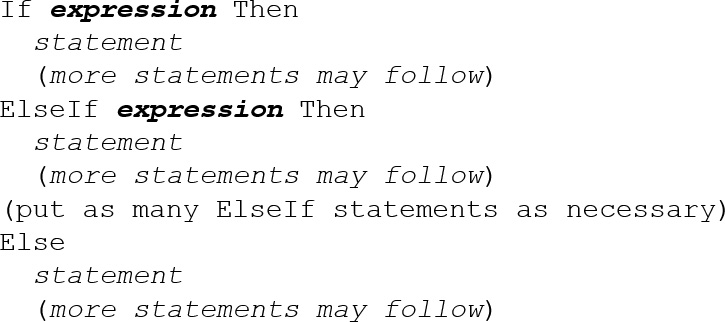 If expression Then
statement
(more statements may follow)
ElseIf expression Then
statement
(more statements may follow)
(put as many ElseIf statements as necessary)
Else
statement
(more statements may follow)